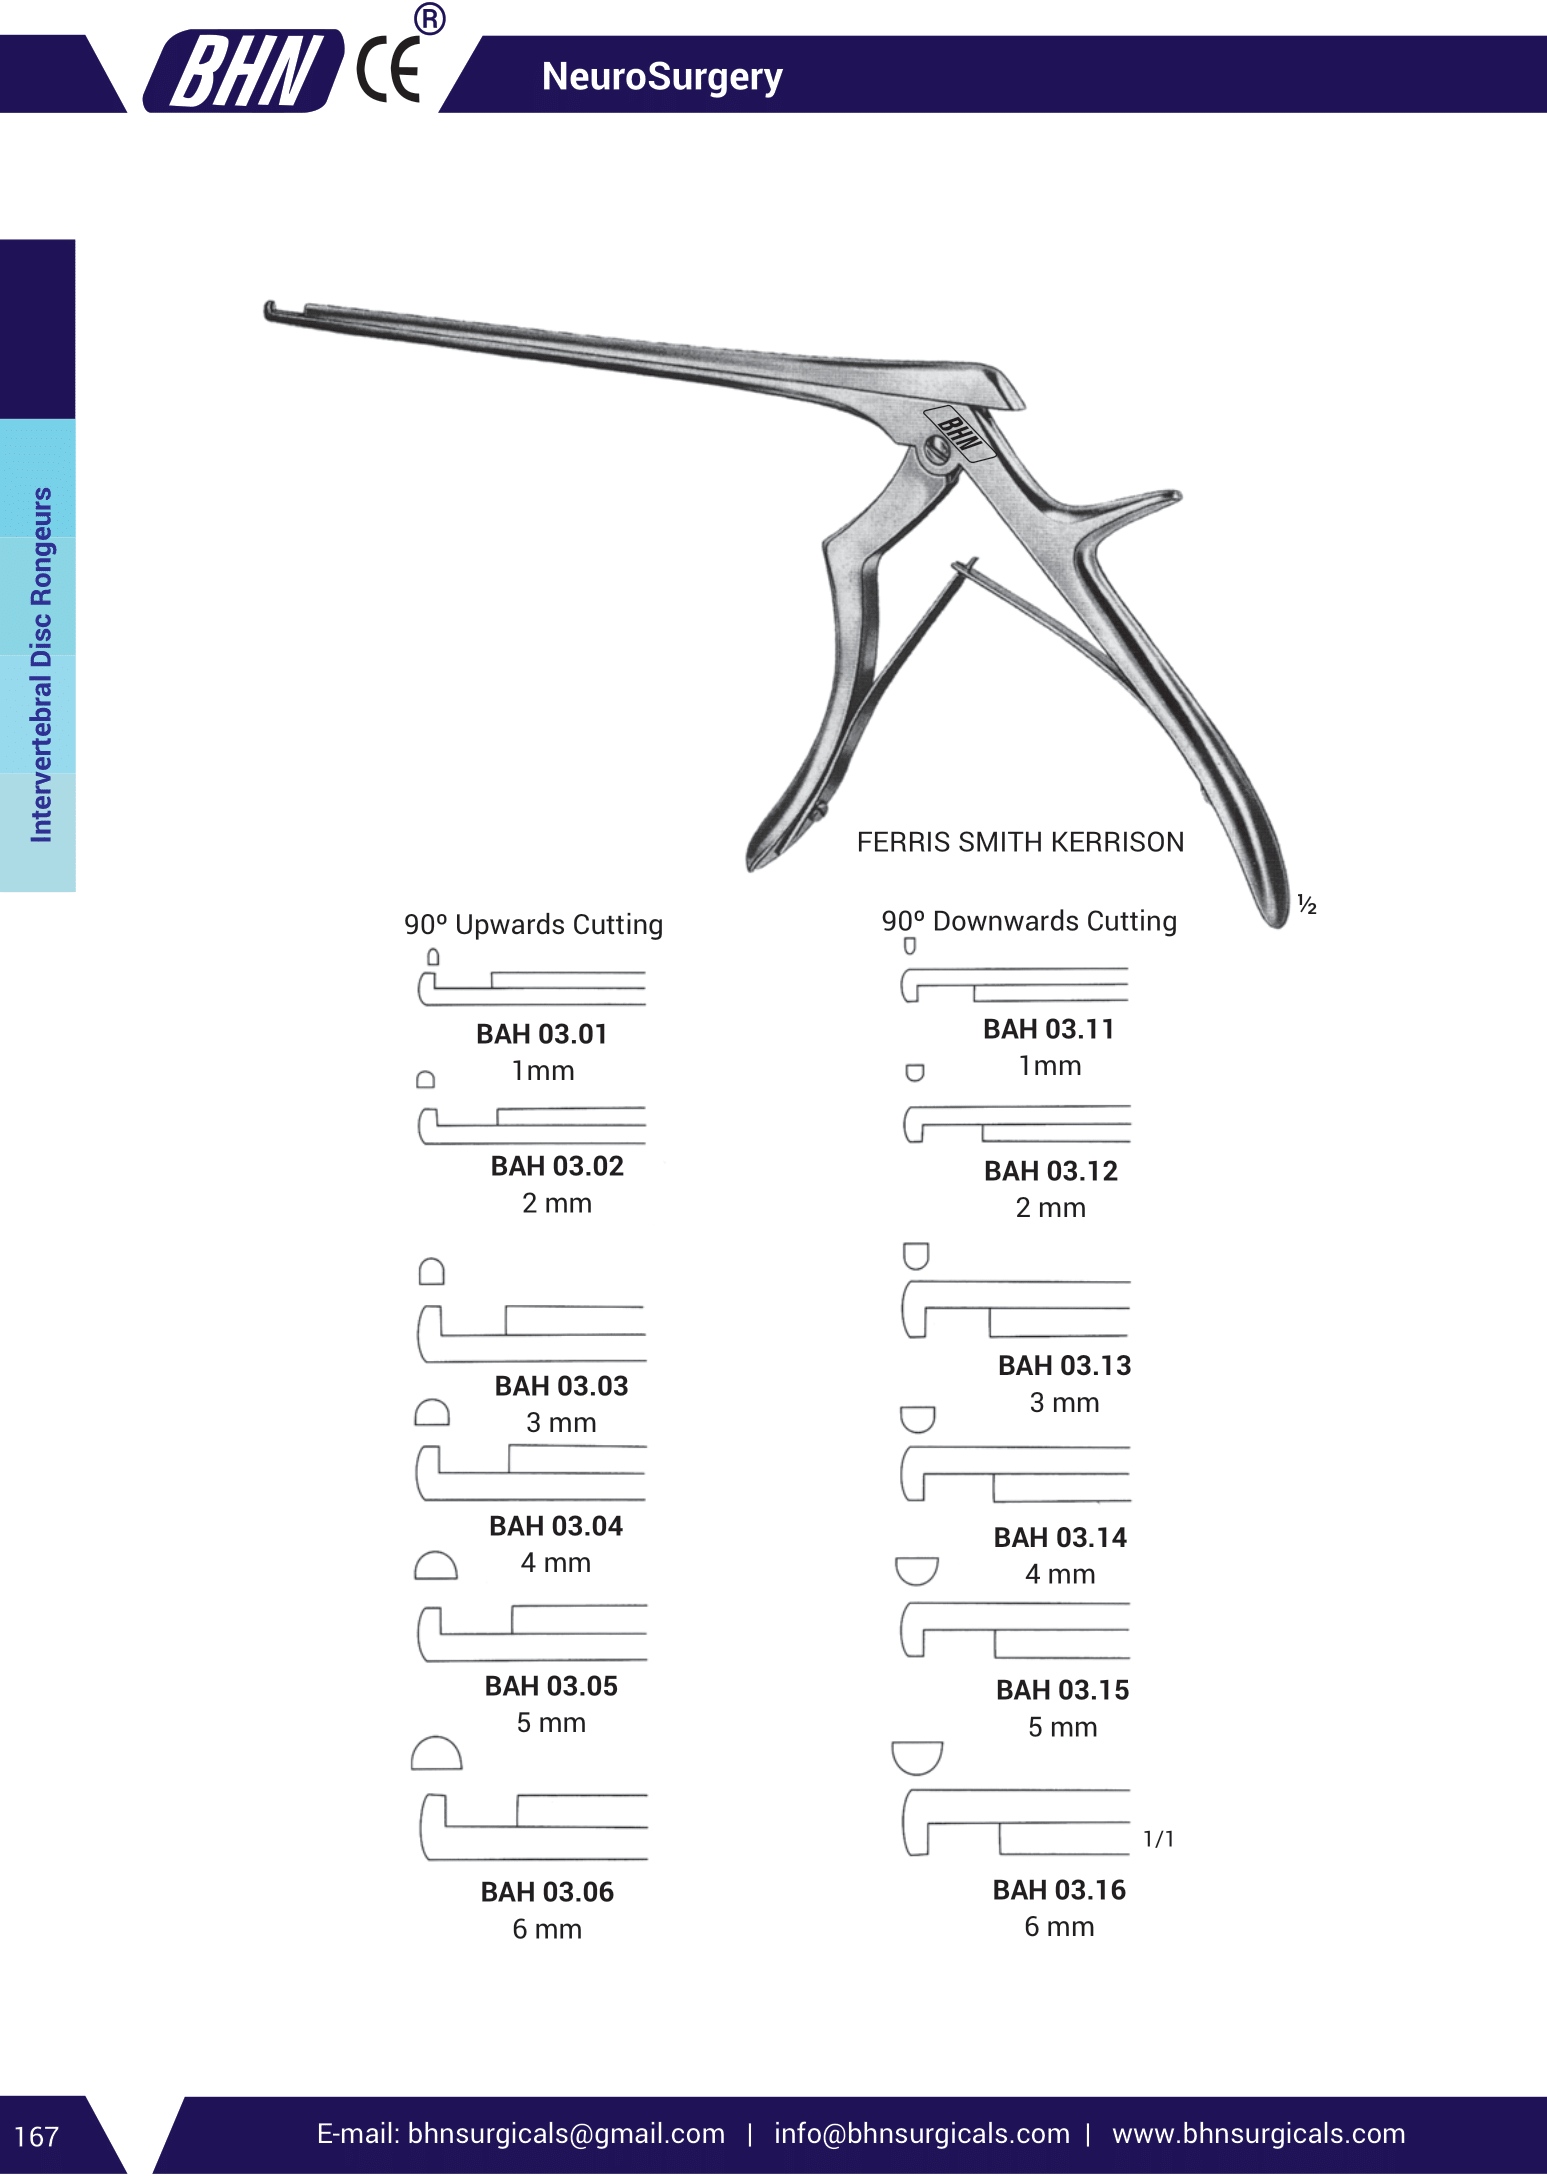 BHN CE ®
NeuroSurgery
Intervertebral Disc Rongeurs
BHN
FERRIS SMITH KERRISON
½
90º Upwards Cutting
BAH 03.01
1mm
BAH 03.02
2 mm
BAH 03.03
3 mm
BAH 03.04
4 mm
BAH 03.05
5 mm
BAH 03.06
6 mm
90º Downwards Cutting
BAH 03.11
1mm
BAH 03.12
2 mm
BAH 03.13
3 mm
BAH 03.14
4 mm
BAH 03.15
5 mm
1/1
BAH 03.16
6 mm
167
E-mail: bhnsurgicals@gmail.com | info@bhnsurgicals.com | www.bhnsurgicals.com